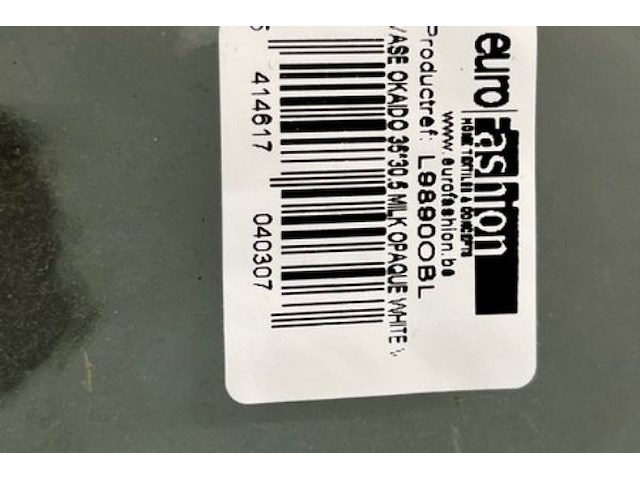 euro fashion
HOME TEXTILES & CONCEPTS
www.eurofashion.be
Productref: L9890OBL
VASE OKAIDO 35*30.5 MILK OPAQUE WHITE
414617 040307